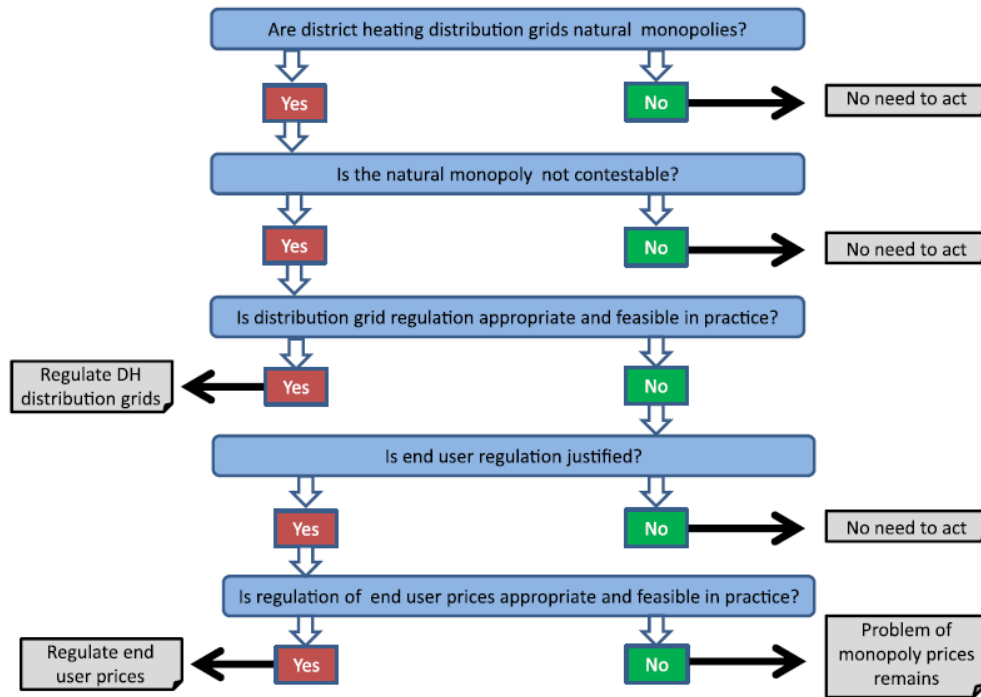 Are district heating distribution grids natural monopolies?
Yes
No
No need to act
Is the natural monopoly not contestable?
Yes
No
No need to act
Is distribution grid regulation appropriate and feasible in practice?
Regulate DH
distribution grids
Yes
No
Is end user regulation justified?
Yes
No
No need to act
Is regulation of end user prices appropriate and feasible in practice?
Regulate end
user prices
Yes
No
Problem of
monopoly prices
remains